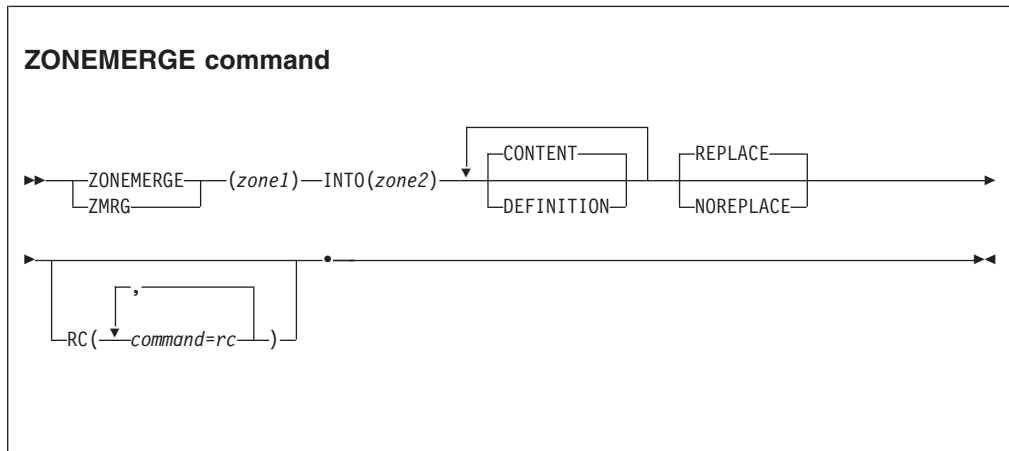 ZONEMERGE command
CONTENT REPLACE
ZONEMERGE (zone1) INTO(zone2)
ZMRG DEFINITION NOREPLACE
,
RC( command=rc )